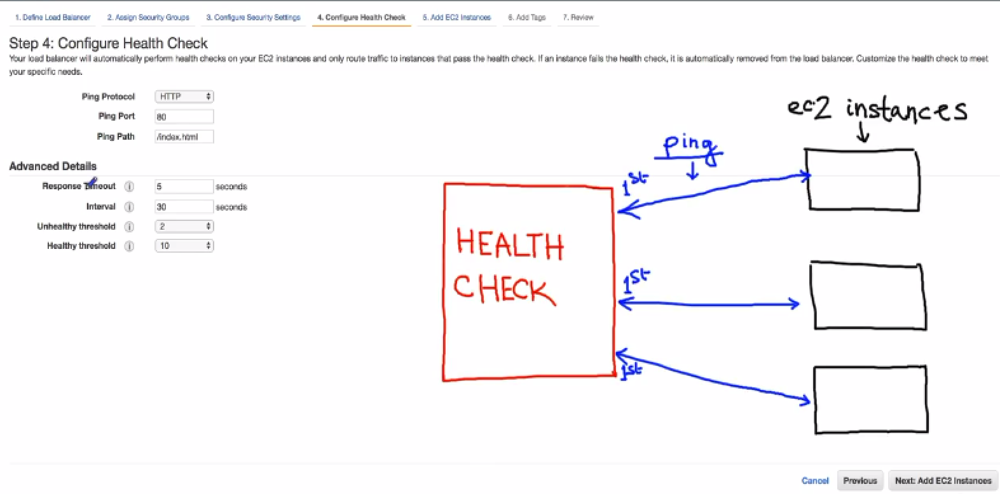 1. Define Load Balancer 2. Assign Security Groups 3. Configure Security Settings 4. Configure Health Check 5. Add EC2 Instances 6. Add Tags 7. Review
Step 4: Configure Health Check
Your load balancer will automatically perform health checks on your EC2 instances and only route traffic to instances that pass the health check. If an instance fails the health check, it is automatically removed from the load balancer. Customize the health check to meet
your specific needs.
Ping Protocol HTTP
Ping Port 80
Ping Path /index.html
Advanced Details
Response Timeout i 5 seconds
Interval i 30 seconds
Unhealthy threshold i 2
Healthy threshold i 10
ec2 instances
ping
1st
HEALTH
CHECK
1st
1st
Cancel Previous Next: Add EC2 Instances